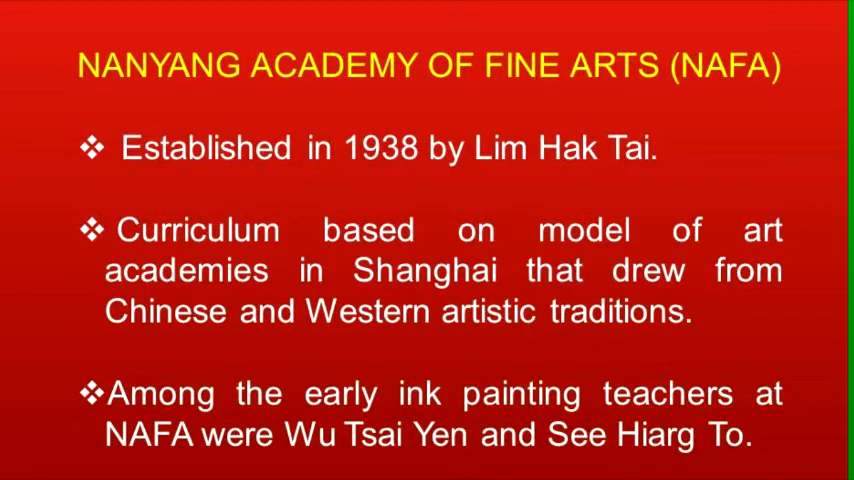 NANYANG ACADEMY OF FINE ARTS (NAFA)
❖ Established in 1938 by Lim Hak Tai.
❖ Curriculum based on model of art
academies in Shanghai that drew from
Chinese and Western artistic traditions.
❖Among the early ink painting teachers at
NAFA were Wu Tsai Yen and See Hiarg To.